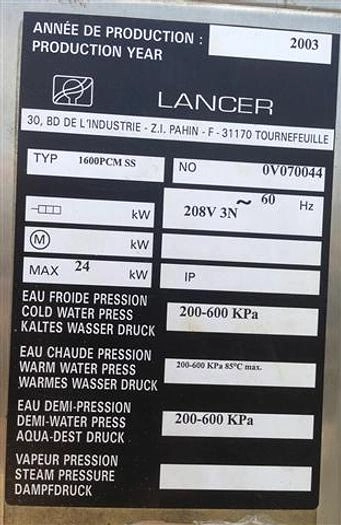 ANNÉE DE PRODUCTION : 2003
PRODUCTION YEAR
LANCER
30, BD DE L'INDUSTRIE - Z.I. PAHIN - F - 31170 TOURNEFEUILLE
TYP 1600PCM SS NO 0V070044
kW 208V 3N ~ 60 Hz
M kW
MAX 24 kW IP
EAU FROIDE PRESSION
COLD WATER PRESS 200-600 KPa
KALTES WASSER DRUCK
EAU CHAUDE PRESSION
WARM WATER PRESS 200-600 KPa 85°C max.
WARMES WASSER DRUCK
EAU DEMI-PRESSION
DEMI-WATER PRESS 200-600 KPa
AQUA-DEST DRUCK
VAPEUR PRESSION
STEAM PRESSURE
DAMPFDRUCK